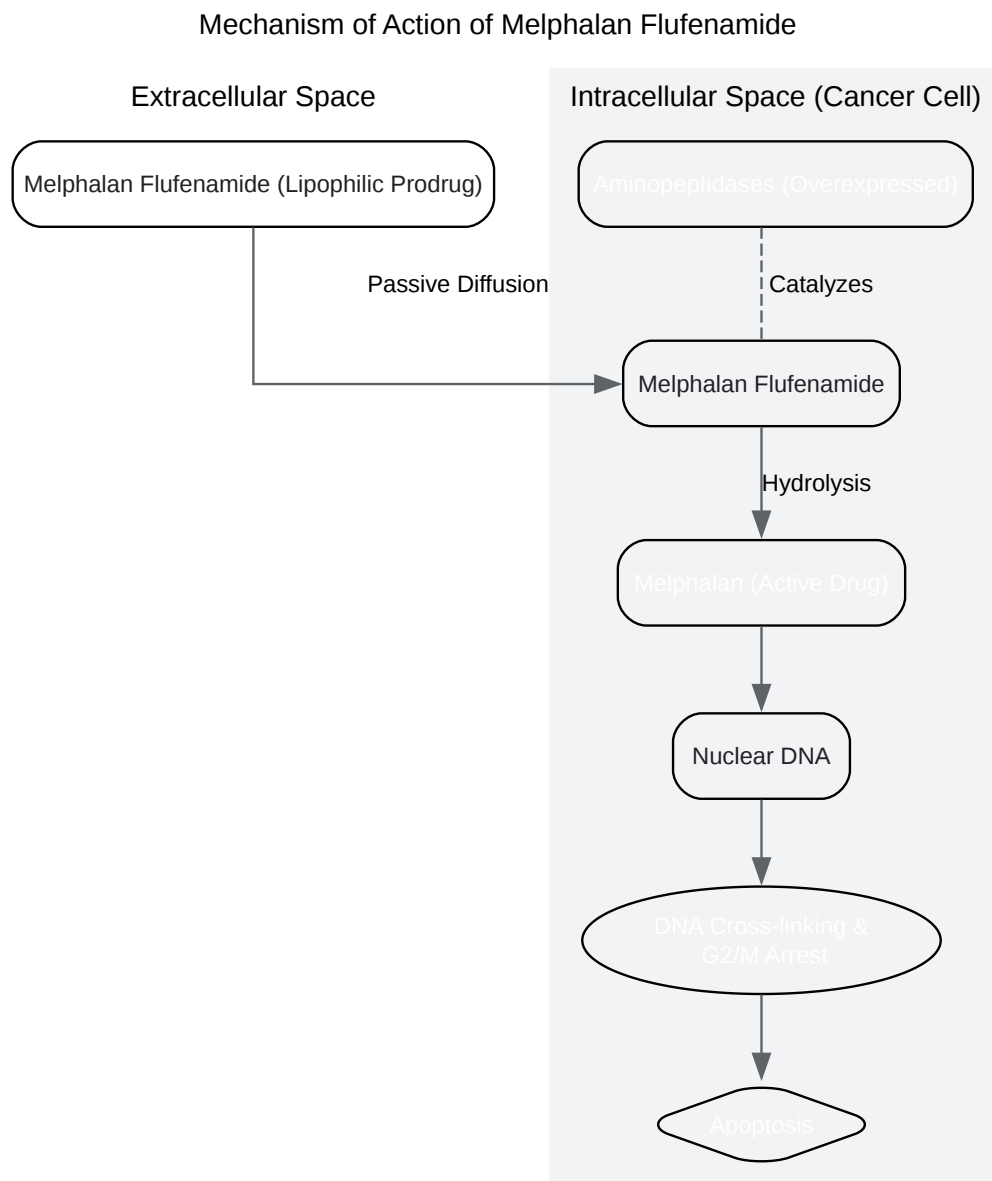 Mechanism of Action of Melphalan Flufenamide
Extracellular Space
Intracellular Space (Cancer Cell)
Melphalan Flufenamide (Lipophilic Prodrug)
Aminopeptidases (Overexpressed)
Passive Diffusion
Catalyzes
Melphalan Flufenamide
Hydrolysis
Melphalan (Active Drug)
Nuclear DNA
DNA Cross-linking &
G2/M Arrest
Apoptosis